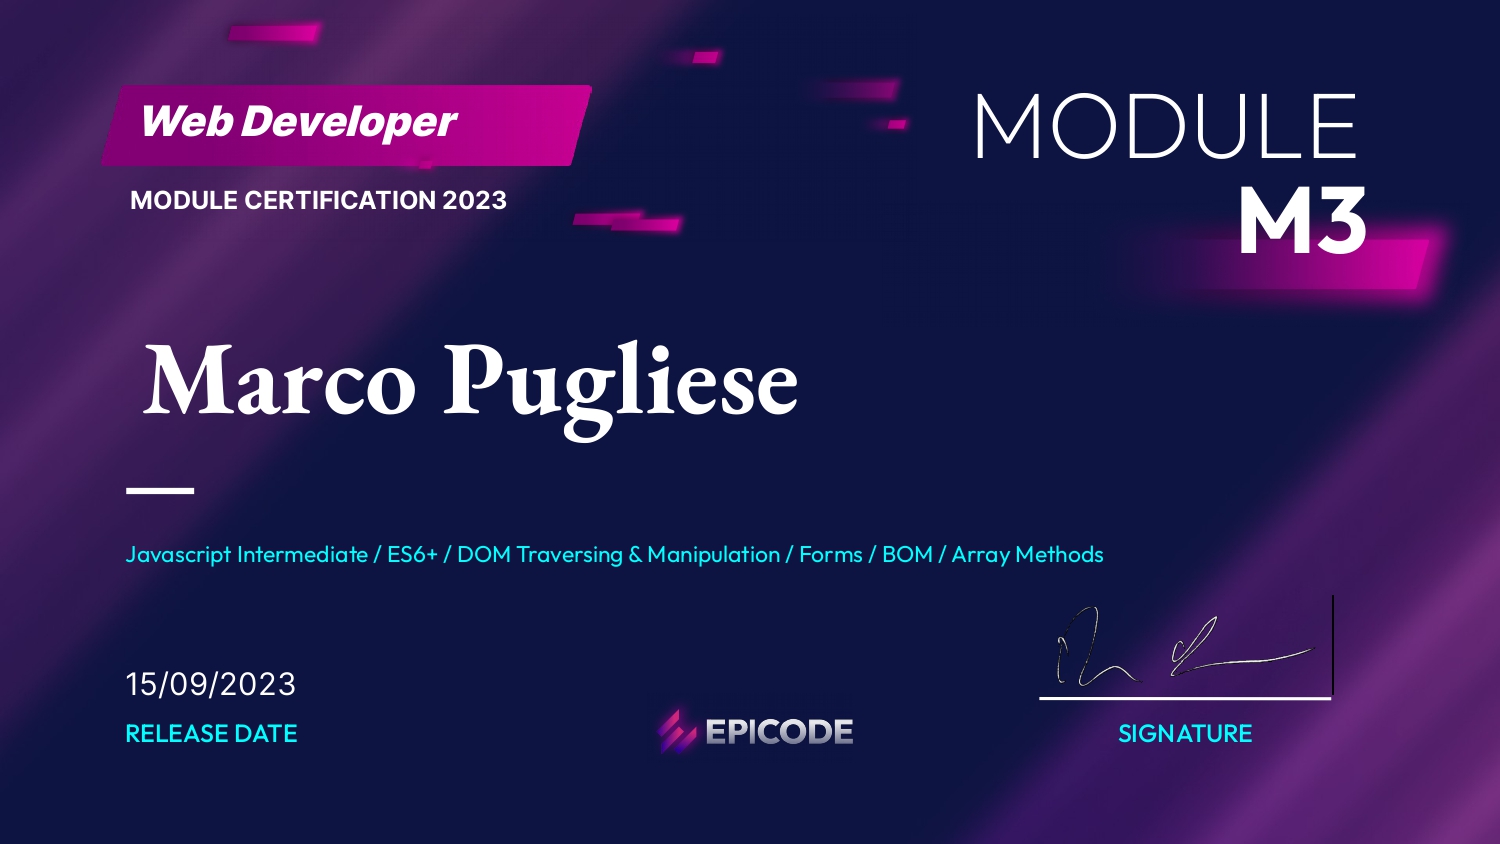 Web Developer
MODULE CERTIFICATION 2023
MODULE
M3
Marco Pugliese
Javascript Intermediate / ES6+ / DOM Traversing & Manipulation / Forms / BOM / Array Methods
15/09/2023
RELEASE DATE
EPICODE
SIGNATURE